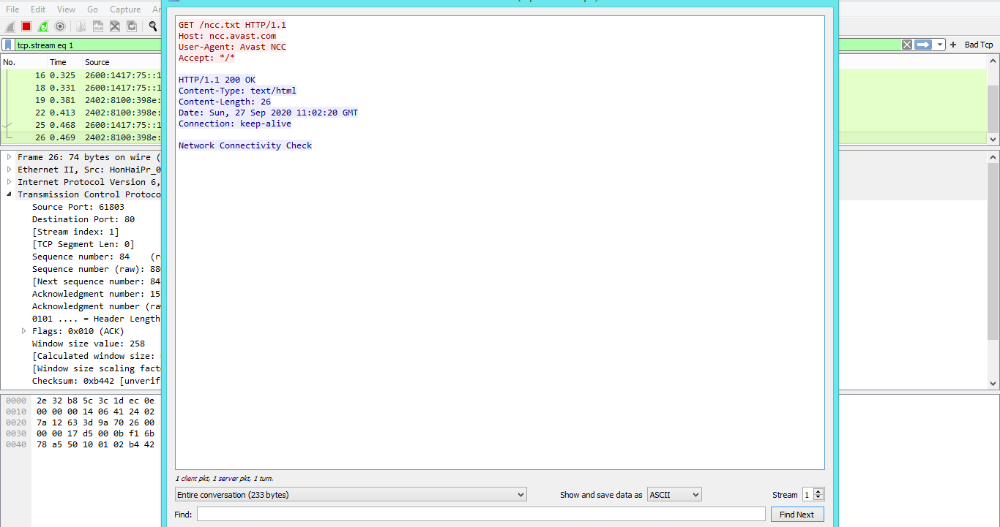 File Edit View Go Capture
tcp.stream eq 1
Bad Tcp
No. Time Source
16 0.325 2600:1417:75::1
18 0.331 2600:1417:75::1
19 0.381 2402:8100:398e:
22 0.413 2402:8100:398e:
25 0.468 2600:1417:75::1
26 0.469 2402:8100:398e:
Frame 26: 74 bytes on wire (
Ethernet II, Src: HonHaiPr_0
Internet Protocol Version 6,
Transmission Control Protoco
Source Port: 61803
Destination Port: 80
[Stream index: 1]
[TCP Segment Len: 0]
Sequence number: 84 (r
Sequence number (raw): 88
[Next sequence number: 84
Acknowledgment number: 15
Acknowledgment number (ra
0101 .... = Header Length
Flags: 0x010 (ACK)
Window size value: 258
[Calculated window size:
[Window size scaling fact
Checksum: 0xb442 [unverif
0000 2e 32 b8 5c 3c 1d ec 0e
0010 00 00 00 14 06 41 24 02
0020 7a 12 63 3d 9a 70 26 00
0030 00 00 17 d5 00 0b f1 6b
0040 78 a5 50 10 01 02 b4 42
GET /ncc.txt HTTP/1.1
Host: ncc.avast.com
User-Agent: Avast NCC
Accept: */*
HTTP/1.1 200 OK
Content-Type: text/html
Content-Length: 26
Date: Sun, 27 Sep 2020 11:02:20 GMT
Connection: keep-alive
Network Connectivity Check
1 client pkt, 1 server pkt, 1 turn.
Entire conversation (233 bytes)
Show and save data as ASCII
Stream 1
Find:
Find Next